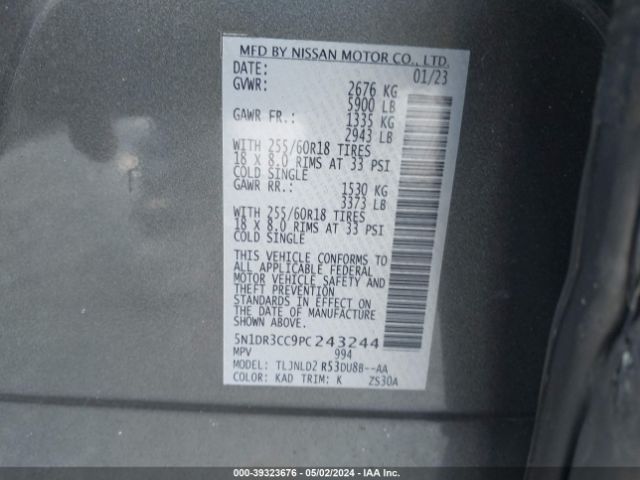 MFD BY NISSAN MOTOR CO., LTD.
DATE: 01/23
GVWR: 2676 KG
5900 LB
GAWR FR.: 1335 KG
2943 LB
WITH 255/60R18 TIRES
18 X 8.0 RIMS AT 33 PSI
COLD SINGLE
GAWR RR.: 1530 KG
3373 LB
WITH 255/60R18 TIRES
18 X 8.0 RIMS AT 33 PSI
COLD SINGLE
THIS VEHICLE CONFORMS TO
ALL APPLICABLE FEDERAL
MOTOR VEHICLE SAFETY AND
THEFT PREVENTION
STANDARDS IN EFFECT ON
THE DATE OF MANUFACTURE
SHOWN ABOVE.
5N1DR3CC9PC243244
MPV 994
MODEL: TLJNLD2 R53DU8B--AA
COLOR: KAD TRIM: K ZS30A
000-39323676 - 05/02/2024 - IAA Inc.